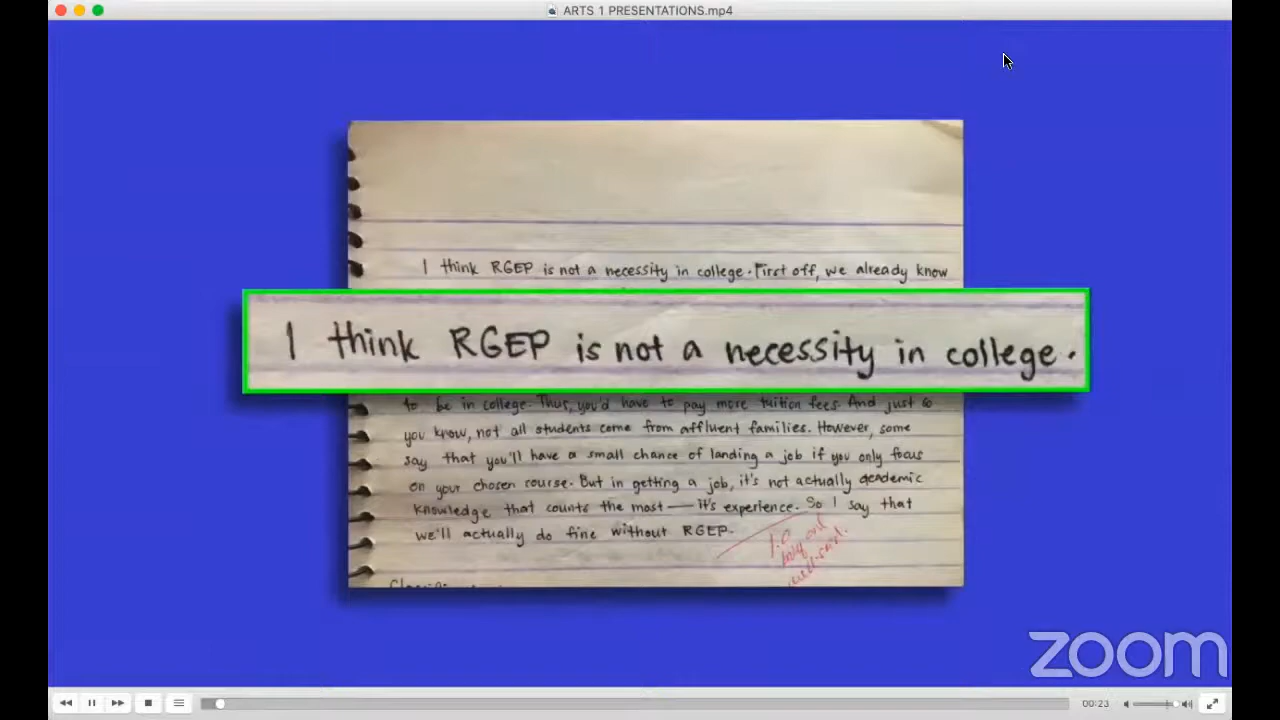 ARTS 1 PRESENTATIONS.mp4
I think RGEP is not a necessity in college. First off, we already know
I think RGEP is not a necessity in college.
to be in college. Thus, you'd have to pay more tuition fees. And just so
you know, not all students come from affluent families. However, some
say that you'll have a small chance of landing a job if you only focus
on your chosen course. But in getting a job, it's not actually academic
knowledge that counts the most — it's experience. So I say that
we'll actually do fine without RGEP.
1.0
well-said.
zoom
00:23